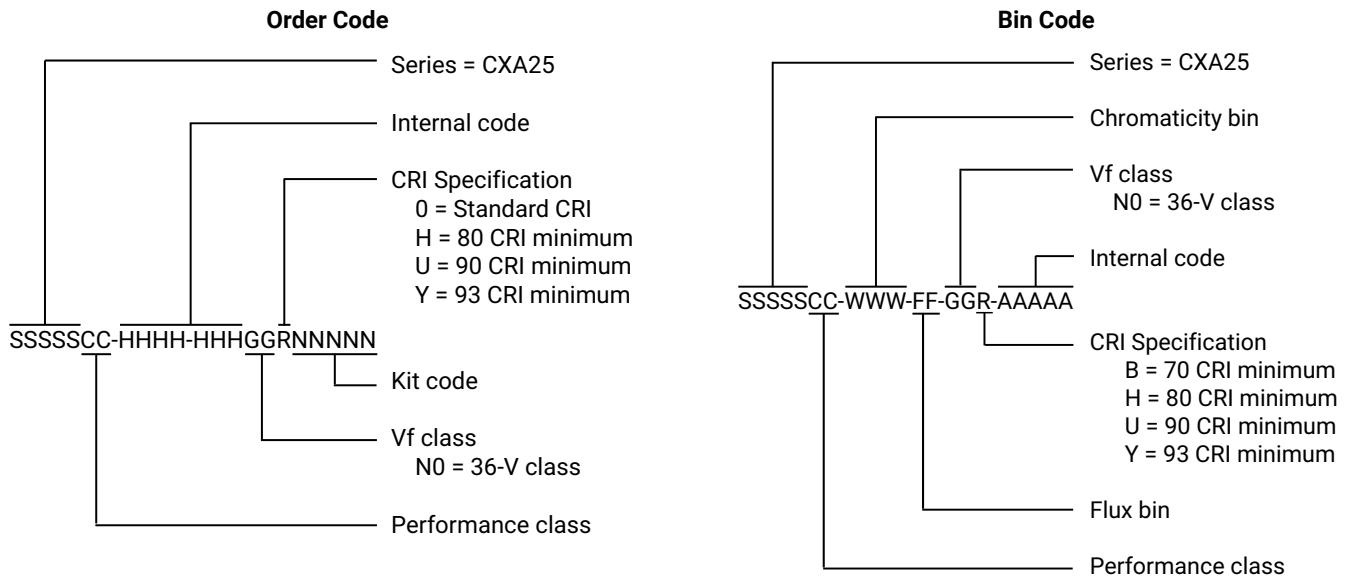 Order Code
Series = CXA25
Internal code
CRI Specification
0 = Standard CRI
H = 80 CRI minimum
U = 90 CRI minimum
Y = 93 CRI minimum
SSSSSCC-HHHH-HHHGGRNNNNN
Kit code
Vf class
N0 = 36-V class
Performance class
Bin Code
Series = CXA25
Chromaticity bin
Vf class
N0 = 36-V class
Internal code
SSSSSCC-WWW-FF-GGR-AAAAA
CRI Specification
B = 70 CRI minimum
H = 80 CRI minimum
U = 90 CRI minimum
Y = 93 CRI minimum
Flux bin
Performance class